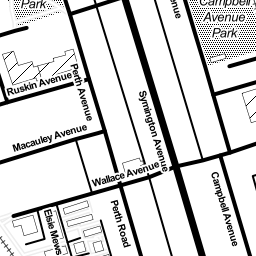 Park
Campbell
Avenue
Park
enue
Ruskin Avenue
Perth Avenue
Symington Avenue
Macauley Avenue
Wallace Avenue
Campbell Avenue
Elsie Mews
Perth Road